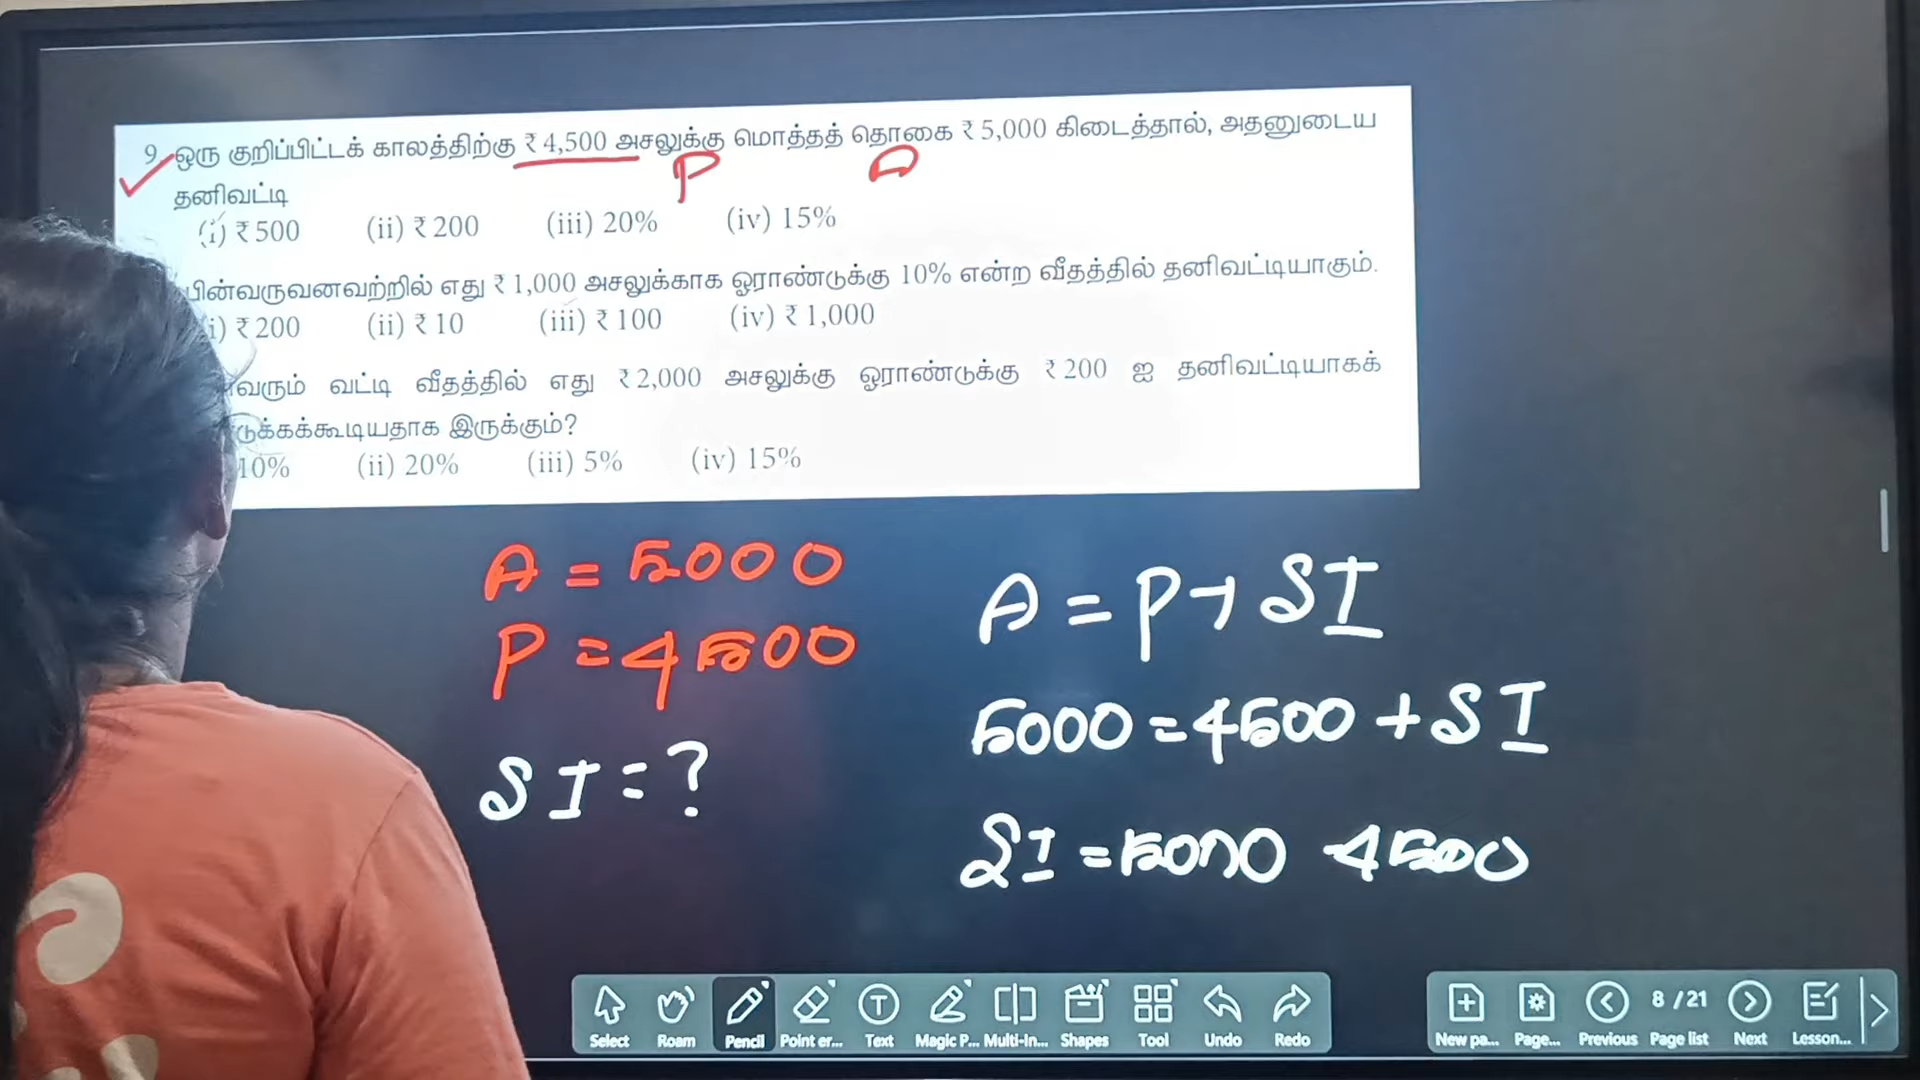 9 ஒரு குறிப்பிட்டக் காலத்திற்கு ₹ 4,500 அசலுக்கு மொத்தத் தொகை ₹ 5,000 கிடைத்தால், அதனுடைய
P A
தனிவட்டி
(i) ₹ 500 (ii) ₹ 200 (iii) 20% (iv) 15%
பின்வருவனவற்றில் எது ₹ 1,000 அசலுக்காக ஓராண்டுக்கு 10% என்ற வீதத்தில் தனிவட்டியாகும்.
i) ₹ 200 (ii) ₹ 10 (iii) ₹ 100 (iv) ₹ 1,000
வரும் வட்டி வீதத்தில் எது ₹ 2,000 அசலுக்கு ஓராண்டுக்கு ₹ 200 ஐ தனிவட்டியாகக்
டுக்கக்கூடியதாக இருக்கும்?
10% (ii) 20% (iii) 5% (iv) 15%
A = 5000
P = 4500
SI = ?
A = P + SI
5000 = 4500 + SI
SI = 5000 - 4500
Select Roam Pencil Point er... Text Magic P... Multi-In... Shapes Tool Undo Redo
New pa... Page... Previous 8 /21 Page list Next Lesson...